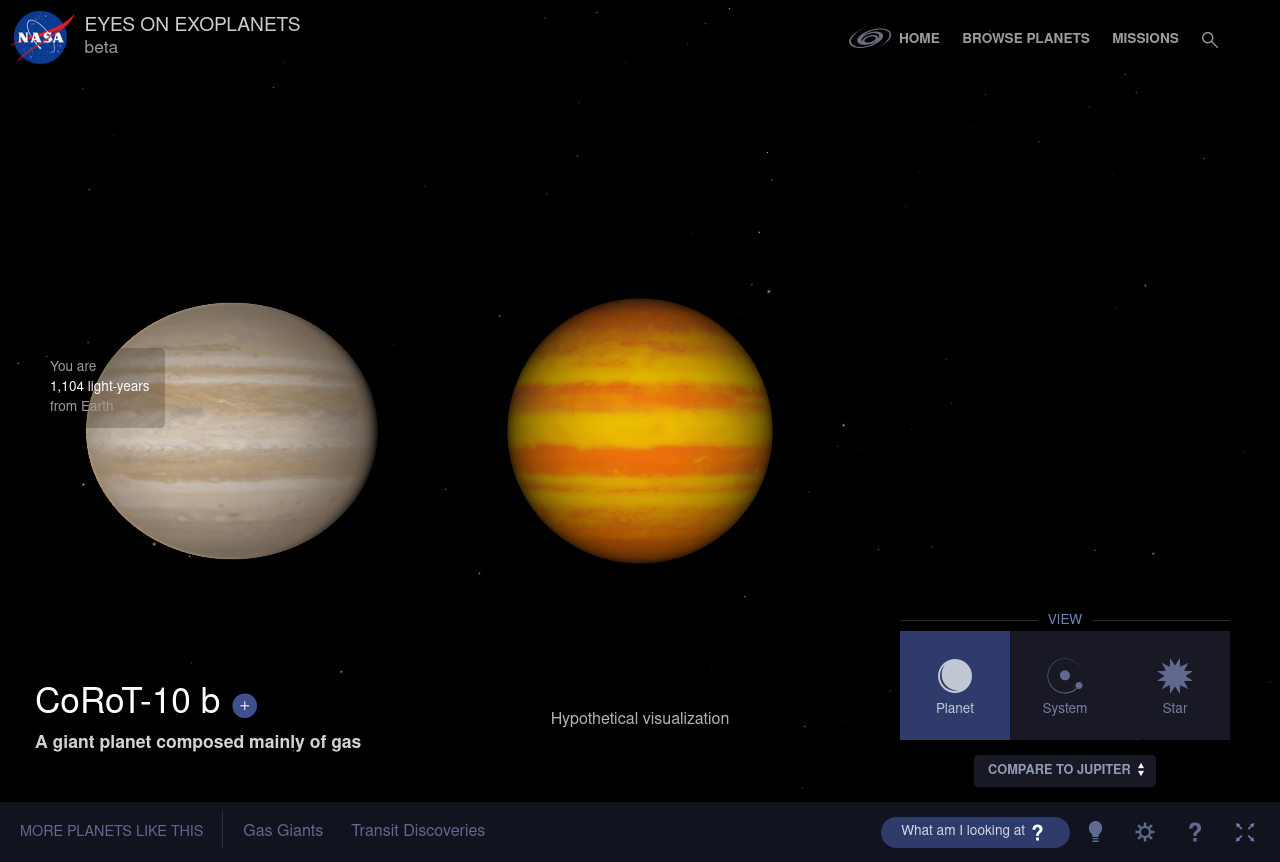 NASA
EYES ON EXOPLANETS
beta
HOME
BROWSE PLANETS
MISSIONS
You are
1,104 light-years
from Earth
VIEW
Planet
System
Star
CoRoT-10 b +
A giant planet composed mainly of gas
Hypothetical visualization
COMPARE TO JUPITER
MORE PLANETS LIKE THIS
Gas Giants
Transit Discoveries
What am I looking at ?
?